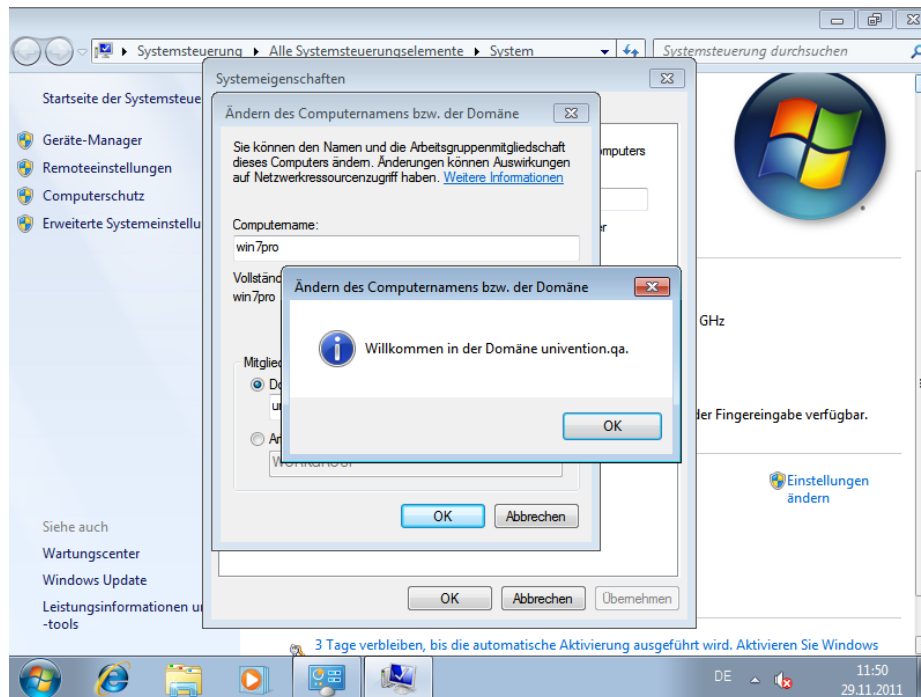 Systemsteuerung
Alle Systemsteuerungselemente
System
Systemsteuerung durchsuchen
Startseite der Systemsteue
Geräte-Manager
Remoteeinstellungen
Computerschutz
Erweiterte Systemeinstellu
Siehe auch
Wartungscenter
Windows Update
Leistungsinformationen u
-tools
Systemeigenschaften
Ändern des Computernamens bzw. der Domäne
Sie können den Namen und die Arbeitsgruppenmitgliedschaft
dieses Computers ändern. Änderungen können Auswirkungen
auf Netzwerkressourcenzugriff haben. Weitere Informationen
Computername:
win7pro
Vollständ
win7pro
Mitglied
Ändern des Computernamens bzw. der Domäne
Willkommen in der Domäne univention.qa.
OK
OK
Abbrechen
OK
Abbrechen
Übernehmen
mputers
GHz
der Fingereingabe verfügbar.
Einstellungen
ändern
3 Tage verbleiben, bis die automatische Aktivierung ausgeführt wird. Aktivieren Sie Windows
DE
11:50
29.11.2011